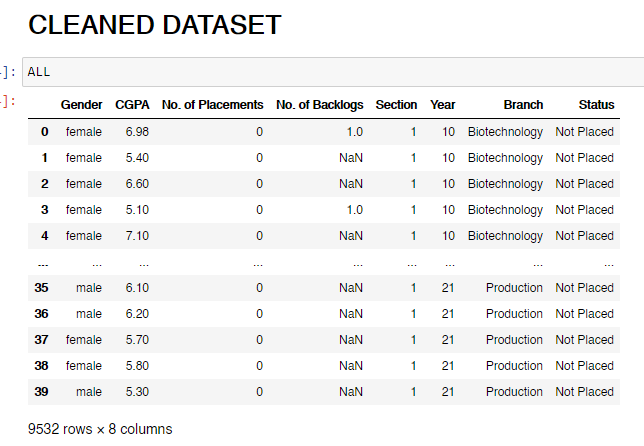 CLEANED DATASET
]: ALL
]:
Gender CGPA No. of Placements No. of Backlogs Section Year Branch Status
0 female 6.98 0 1.0 1 10 Biotechnology Not Placed
1 female 5.40 0 NaN 1 10 Biotechnology Not Placed
2 female 6.60 0 NaN 1 10 Biotechnology Not Placed
3 female 5.10 0 1.0 1 10 Biotechnology Not Placed
4 female 7.10 0 NaN 1 10 Biotechnology Not Placed
... ... ... ... ... ... ... ... ...
35 male 6.10 0 NaN 1 21 Production Not Placed
36 male 6.20 0 NaN 1 21 Production Not Placed
37 female 5.70 0 NaN 1 21 Production Not Placed
38 female 5.80 0 NaN 1 21 Production Not Placed
39 male 5.30 0 NaN 1 21 Production Not Placed
9532 rows × 8 columns